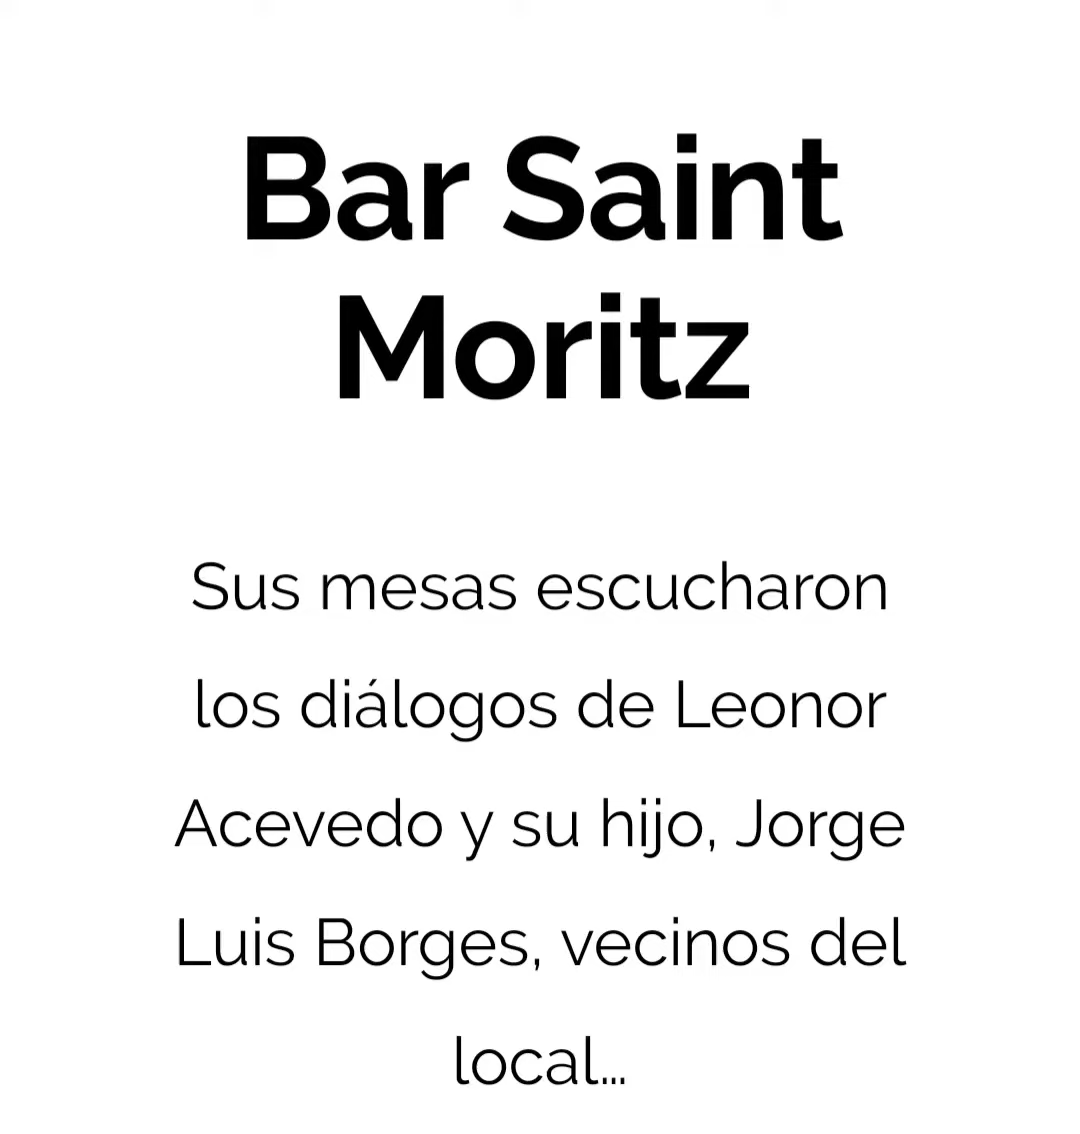 Bar Saint
Moritz
Sus mesas escucharon
los diálogos de Leonor
Acevedo y su hijo, Jorge
Luis Borges, vecinos del
local...